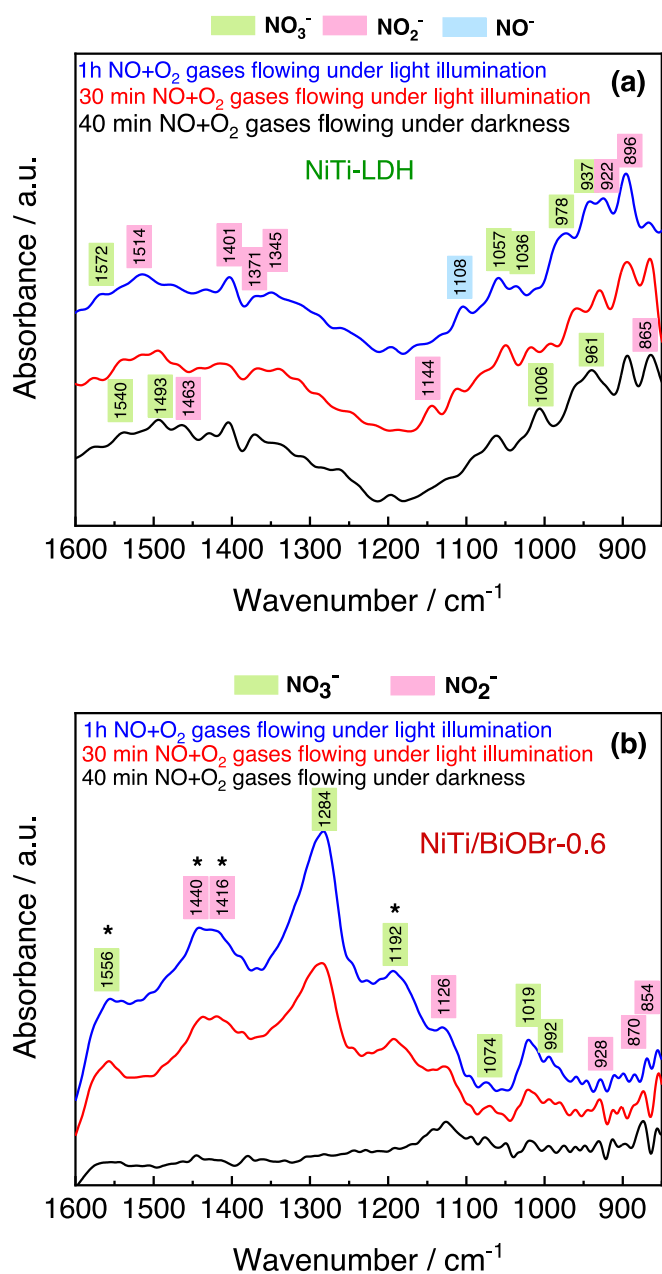 NO₃⁻ NO₂⁻ NO⁻
(a)
1h NO+O₂ gases flowing under light illumination
30 min NO+O₂ gases flowing under light illumination
40 min NO+O₂ gases flowing under darkness
NiTi-LDH
1572 1514 1401 1371 1345 1108 1057 1036 978 937 922 896
1540 1493 1463 1144 1006 961 865
Absorbance / a.u.
1600 1500 1400 1300 1200 1100 1000 900
Wavenumber / cm⁻¹
NO₃⁻ NO₂⁻
(b)
1h NO+O₂ gases flowing under light illumination
30 min NO+O₂ gases flowing under light illumination
40 min NO+O₂ gases flowing under darkness
NiTi/BiOBr-0.6
* * * *
1556 1440 1416 1284 1192 1126 1074 1019 992 928 870 854
Absorbance / a.u.
1600 1500 1400 1300 1200 1100 1000 900
Wavenumber / cm⁻¹